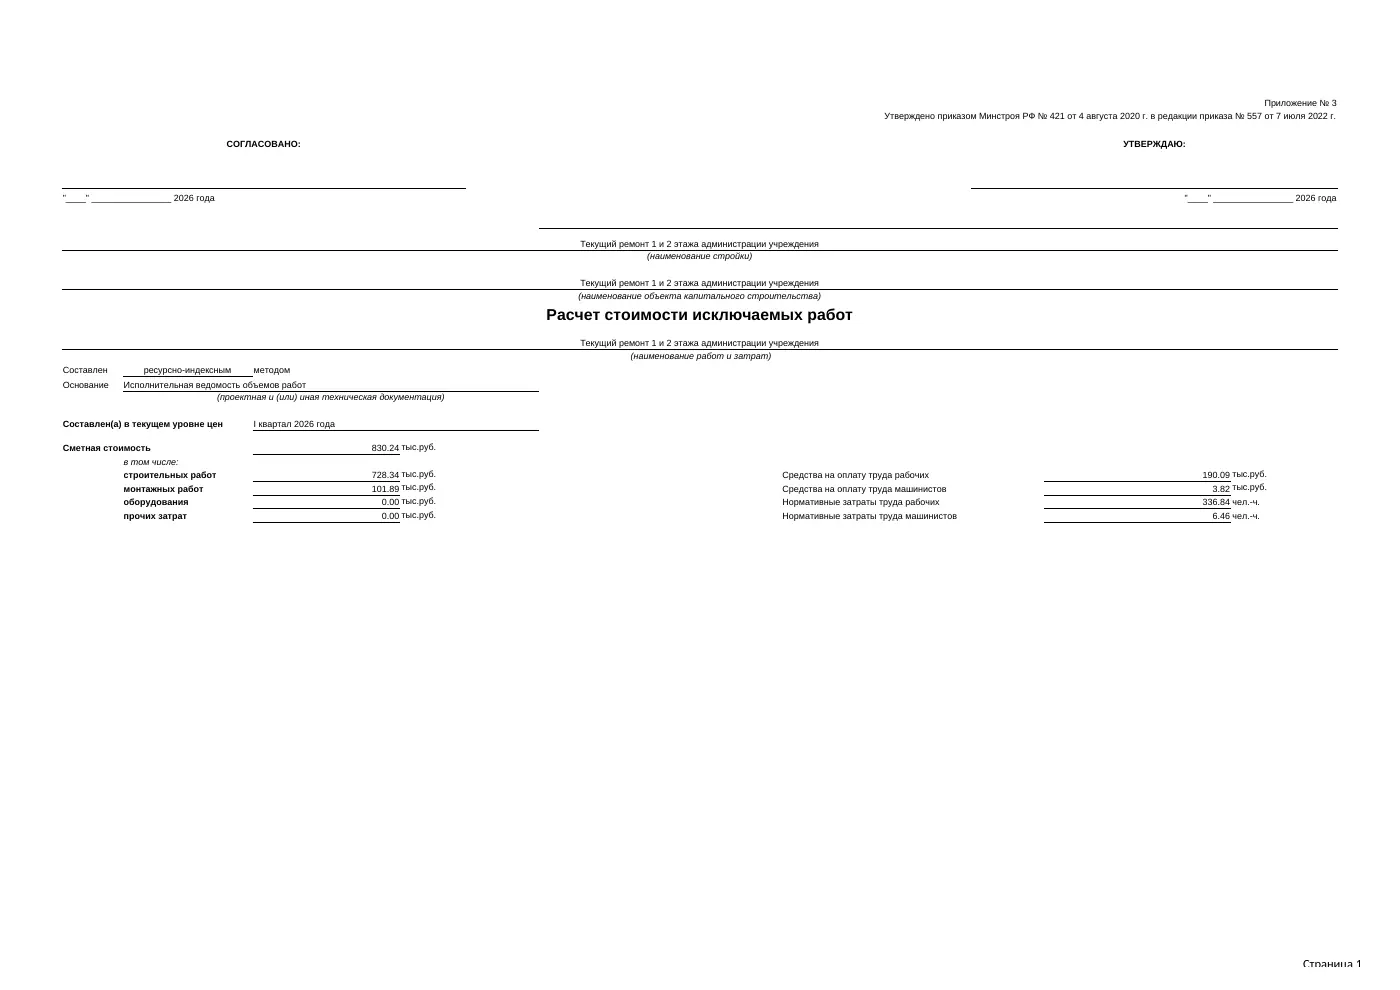 Приложение № 3
Утверждено приказом Минстроя РФ № 421 от 4 августа 2020 г. в редакции приказа № 557 от 7 июля 2022 г.
СОГЛАСОВАНО: УТВЕРЖДАЮ:
"____" ________________ 2026 года "____" ________________ 2026 года
Текущий ремонт 1 и 2 этажа администрации учреждения
(наименование стройки)
Текущий ремонт 1 и 2 этажа администрации учреждения
(наименование объекта капитального строительства)
Расчет стоимости исключаемых работ
Текущий ремонт 1 и 2 этажа администрации учреждения
(наименование работ и затрат)
Составлен ресурсно-индексным методом
Основание Исполнительная ведомость объемов работ
(проектная и (или) иная техническая документация)
Составлен(а) в текущем уровне цен I квартал 2026 года
Сметная стоимость 830.24 тыс.руб.
в том числе:
строительных работ 728.34 тыс.руб. Средства на оплату труда рабочих 190.09 тыс.руб.
монтажных работ 101.89 тыс.руб. Средства на оплату труда машинистов 3.82 тыс.руб.
оборудования 0.00 тыс.руб. Нормативные затраты труда рабочих 336.84 чел.-ч.
прочих затрат 0.00 тыс.руб. Нормативные затраты труда машинистов 6.46 чел.-ч.
Страница 1